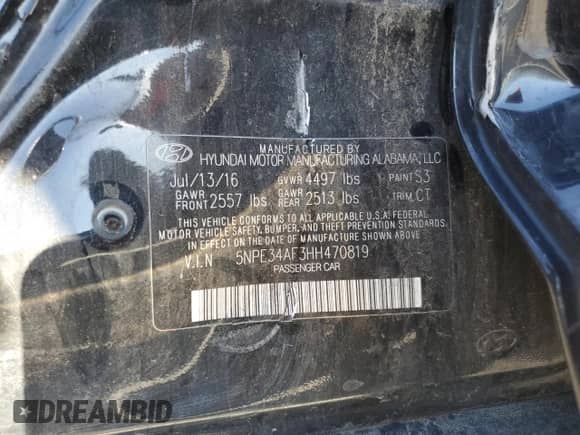 MANUFACTURED BY
HYUNDAI MOTOR MANUFACTURING ALABAMA, LLC
Jul/13/16 GVWR 4497 lbs PAINT S3
GAWR FRONT 2557 lbs GAWR REAR 2513 lbs TRIM CT
THIS VEHICLE CONFORMS TO ALL APPLICABLE U.S.A. FEDERAL
MOTOR VEHICLE SAFETY, BUMPER, AND THEFT PREVENTION STANDARDS
IN EFFECT ON THE DATE OF MANUFACTURE SHOWN ABOVE.
V.I.N 5NPE34AF3HH470819
PASSENGER CAR
DREAMBID